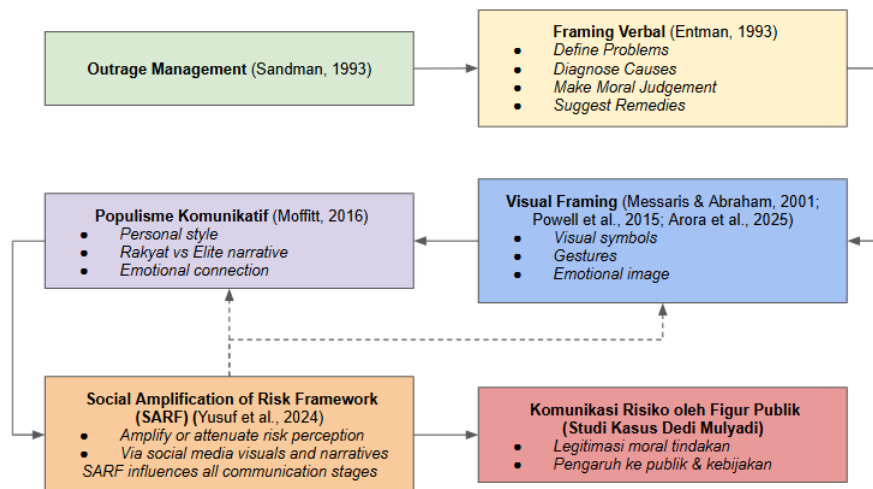 Outrage Management (Sandman, 1993)
Framing Verbal (Entman, 1993)
● Define Problems
● Diagnose Causes
● Make Moral Judgement
● Suggest Remedies
Populisme Komunikatif (Moffitt, 2016)
● Personal style
● Rakyat vs Elite narrative
● Emotional connection
Visual Framing (Messaris & Abraham, 2001;
Powell et al., 2015; Arora et al., 2025)
● Visual symbols
● Gestures
● Emotional image
Social Amplification of Risk Framework
(SARF) (Yusuf et al., 2024)
● Amplify or attenuate risk perception
● Via social media visuals and narratives
SARF influences all communication stages
Komunikasi Risiko oleh Figur Publik
(Studi Kasus Dedi Mulyadi)
● Legitimasi moral tindakan
● Pengaruh ke publik & kebijakan